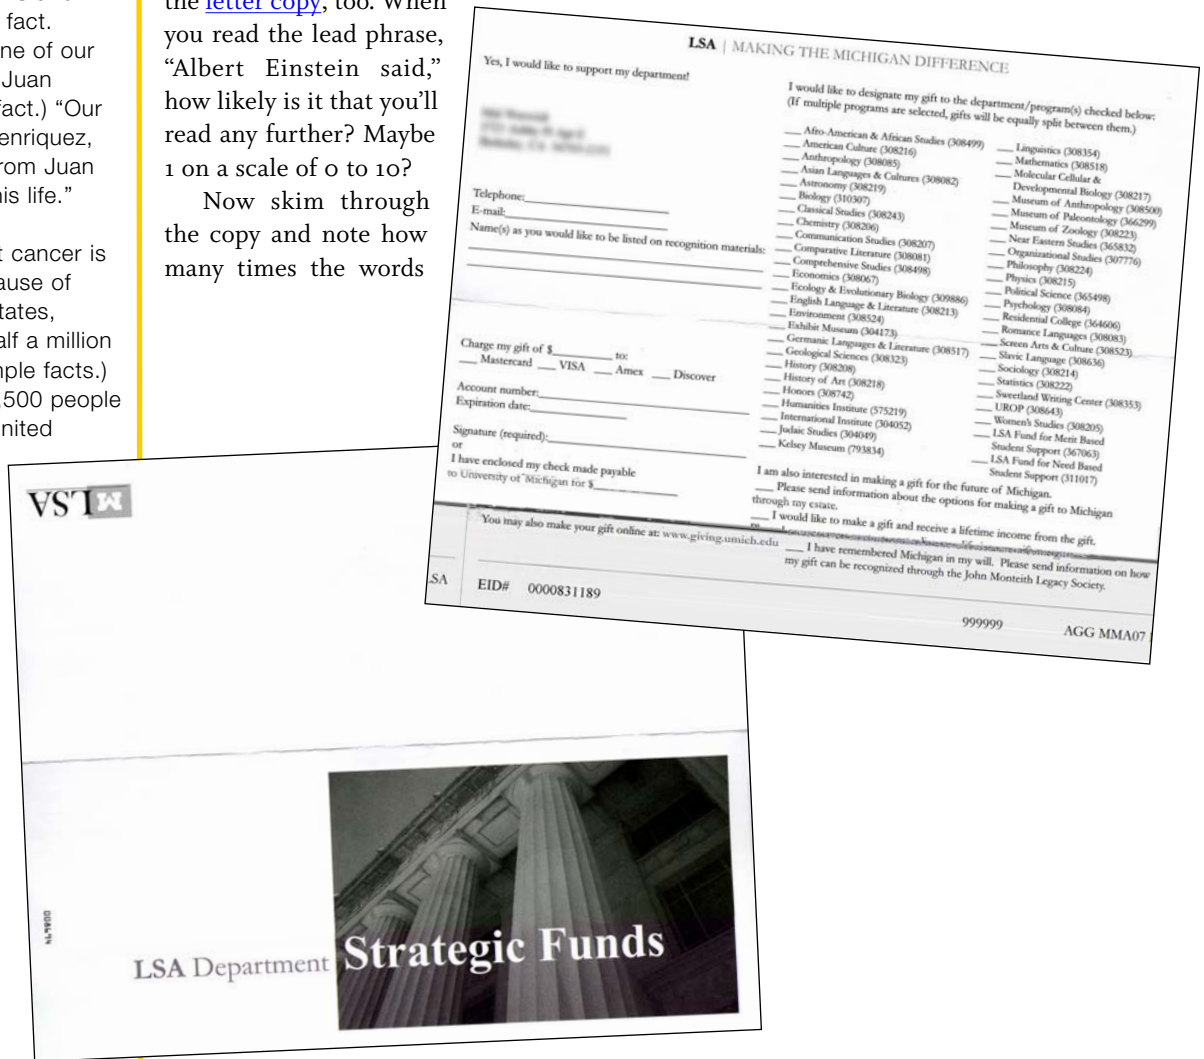 fact.
ne of our
Juan
fact.) “Our
enriquez,
rom Juan
his life.”
t cancer is
ause of
tates,
alf a million
mple facts.)
,500 people
nited
the letter copy, too. When
you read the lead phrase,
“Albert Einstein said,”
how likely is it that you’ll
read any further? Maybe
1 on a scale of 0 to 10?
Now skim through
the copy and note how
many times the words
LSA | MAKING THE MICHIGAN DIFFERENCE
Yes, I would like to support my department!
Telephone:
E-mail:
Name(s) as you would like to be listed on recognition materials:
Charge my gift of $ to:
Mastercard VISA Amex Discover
Account number:
Expiration date:
Signature (required):
or
I have enclosed my check made payable
to University of Michigan for $
You may also make your gift online at: www.giving.umich.edu
I would like to designate my gift to the department/program(s) checked below:
(If multiple programs are selected, gifts will be equally split between them.)
Afro-American & African Studies (308499)
American Culture (308216)
Anthropology (308085)
Asian Languages & Cultures (308082)
Astronomy (308219)
Biology (310307)
Classical Studies (308243)
Chemistry (308206)
Communication Studies (308207)
Comparative Literature (308081)
Comprehensive Studies (308498)
Economics (308067)
Ecology & Evolutionary Biology (309886)
English Language & Literature (308213)
Environment (308524)
Exhibit Museum (304173)
Germanic Languages & Literature (308517)
Geological Sciences (308323)
History (308208)
History of Art (308218)
Honors (308742)
Humanities Institute (575219)
International Institute (304052)
Judaic Studies (304049)
Kelsey Museum (793834)
Linguistics (308354)
Mathematics (308518)
Molecular Cellular &
Developmental Biology (308217)
Museum of Anthropology (308500)
Museum of Paleontology (366299)
Museum of Zoology (308223)
Near Eastern Studies (365832)
Organizational Studies (307776)
Philosophy (308224)
Physics (308215)
Political Science (365498)
Psychology (308084)
Residential College (364606)
Romance Languages (308083)
Screen Arts & Culture (308523)
Slavic Language (308636)
Sociology (308214)
Statistics (308222)
Sweetland Writing Center (308353)
UROP (308643)
Women's Studies (308205)
LSA Fund for Merit Based
Student Support (367063)
LSA Fund for Need Based
Student Support (311017)
I am also interested in making a gift for the future of Michigan.
Please send information about the options for making a gift to Michigan
through my estate.
I would like to make a gift and receive a lifetime income from the gift.
I have remembered Michigan in my will. Please send information on how
my gift can be recognized through the John Monteith Legacy Society.
SA EID# 0000831189
999999 AGG MMA07
LSA M
LSA Department Strategic Funds